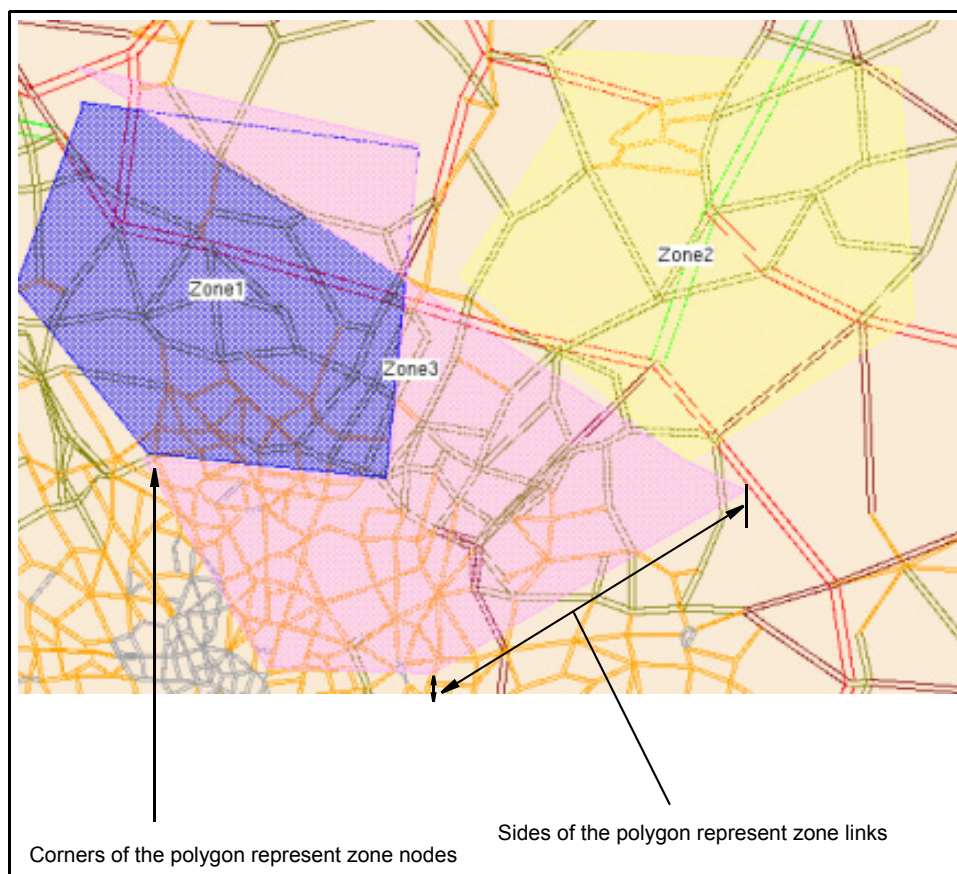 Zone2
Zone1
Zone3
Sides of the polygon represent zone links
Corners of the polygon represent zone nodes